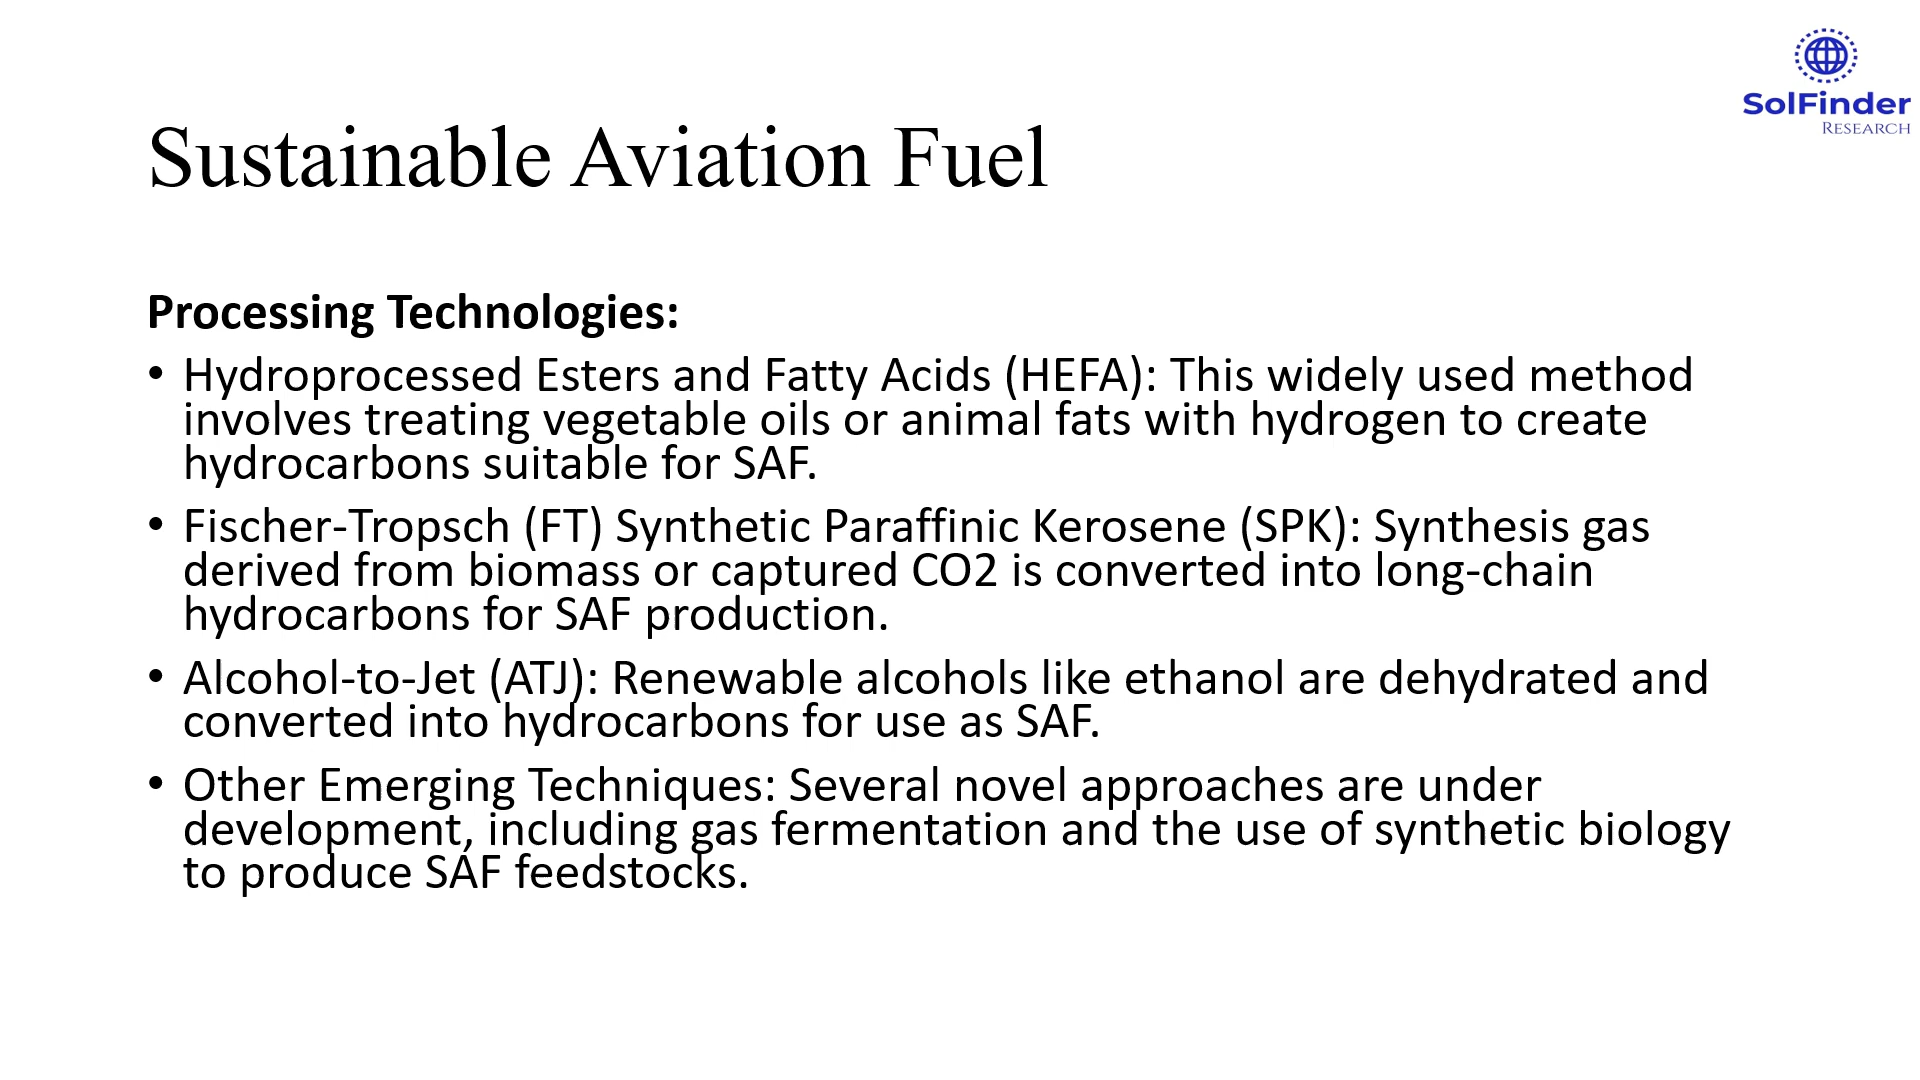 SolFinder
RESEARCH
Sustainable Aviation Fuel
Processing Technologies:
• Hydroprocessed Esters and Fatty Acids (HEFA): This widely used method
involves treating vegetable oils or animal fats with hydrogen to create
hydrocarbons suitable for SAF.
• Fischer-Tropsch (FT) Synthetic Paraffinic Kerosene (SPK): Synthesis gas
derived from biomass or captured CO2 is converted into long-chain
hydrocarbons for SAF production.
• Alcohol-to-Jet (ATJ): Renewable alcohols like ethanol are dehydrated and
converted into hydrocarbons for use as SAF.
• Other Emerging Techniques: Several novel approaches are under
development, including gas fermentation and the use of synthetic biology
to produce SAF feedstocks.